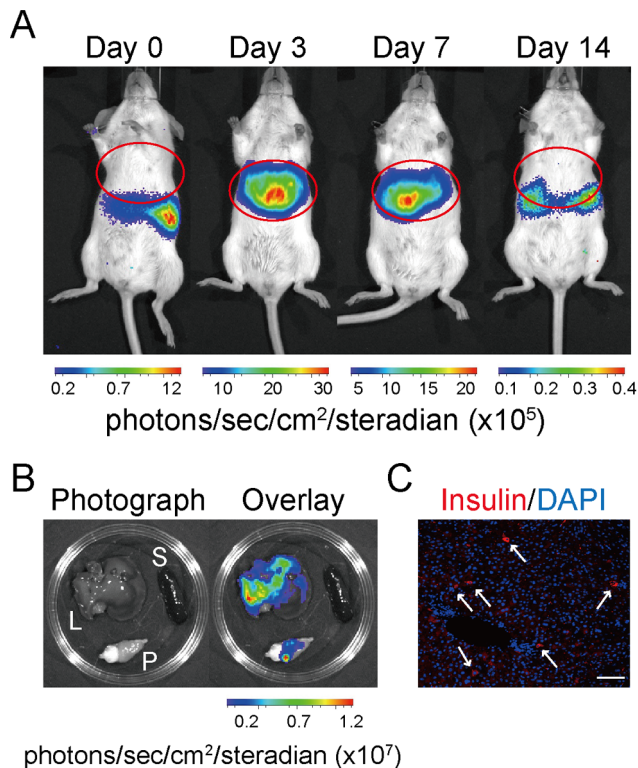 A
Day 0 Day 3 Day 7 Day 14
0.2 0.7 12 10 20 30 5 10 15 20 0.1 0.2 0.3 0.4
photons/sec/cm²/steradian (x10⁵)
B
Photograph Overlay
S
L
P
0.2 0.7 1.2
photons/sec/cm²/steradian (x10⁷)
C
Insulin/DAPI